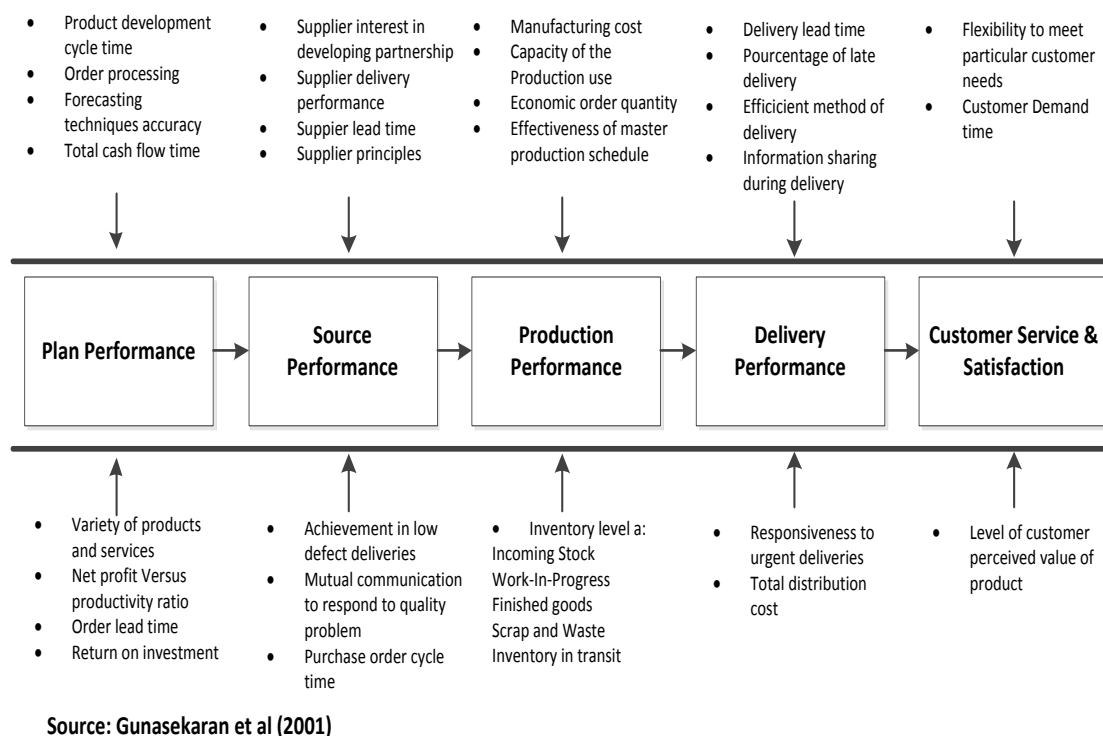 • Product development
cycle time
• Order processing
• Forecasting
techniques accuracy
• Total cash flow time
• Supplier interest in
developing partnership
• Supplier delivery
performance
• Suppier lead time
• Supplier principles
• Manufacturing cost
• Capacity of the
Production use
• Economic order quantity
• Effectiveness of master
production schedule
• Delivery lead time
• Pourcentage of late
delivery
• Efficicient method of
delivery
• Information sharing
during delivery
• Flexibility to meet
particular customer
needs
• Customer Demand
time
Plan Performance
Source
Performance
Production
Performance
Delivery
Performance
Customer Service &
Satisfaction
• Variety of products
and services
• Net profit Versus
productivity ratio
• Order lead time
• Return on investment
• Achievement in low
defect deliveries
• Mutual communication
to respond to quality
problem
• Purchase order cycle
time
• Inventory level a:
Incoming Stock
Work-In-Progress
Finished goods
Scrap and Waste
Inventory in transit
• Responsiveness to
urgent deliveries
• Total distribution
cost
• Level of customer
perceived value of
product
Source: Gunasekaran et al (2001)